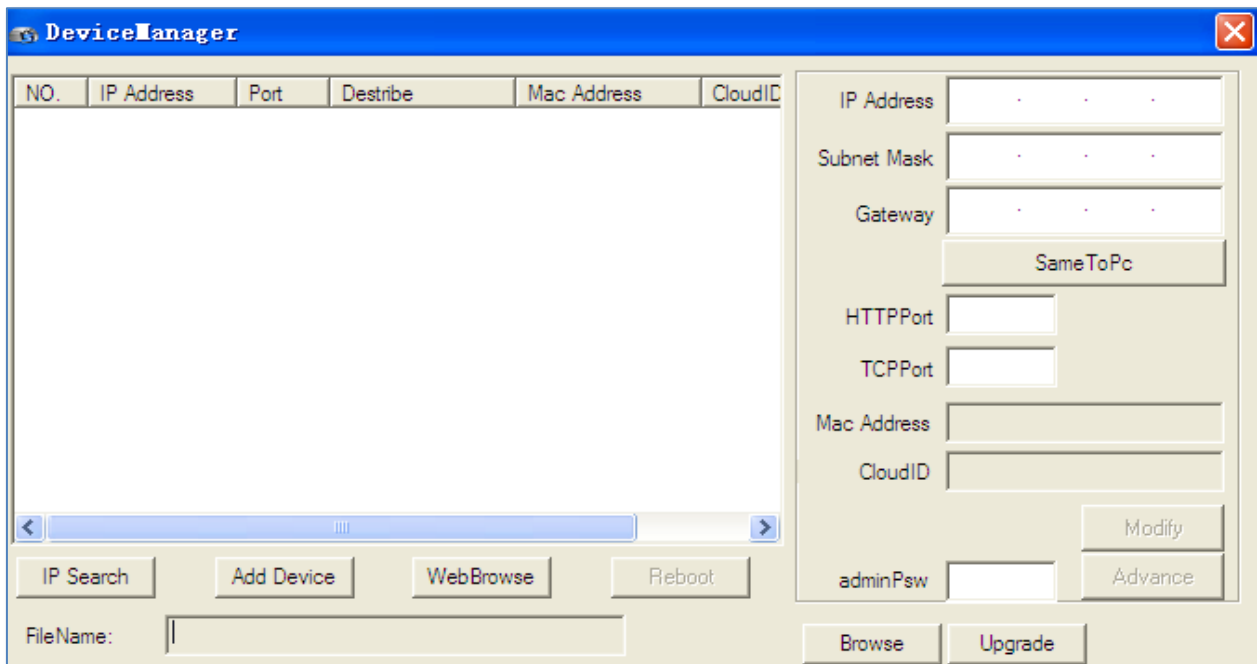 DeviceManager
NO. IP Address Port Destribe Mac Address CloudID
IP Address
Subnet Mask
Gateway
SameToPc
HTTPPort
TCPPort
Mac Address
CloudID
Modify
IP Search Add Device WebBrowse Reboot adminPsw Advance
FileName: Browse Upgrade